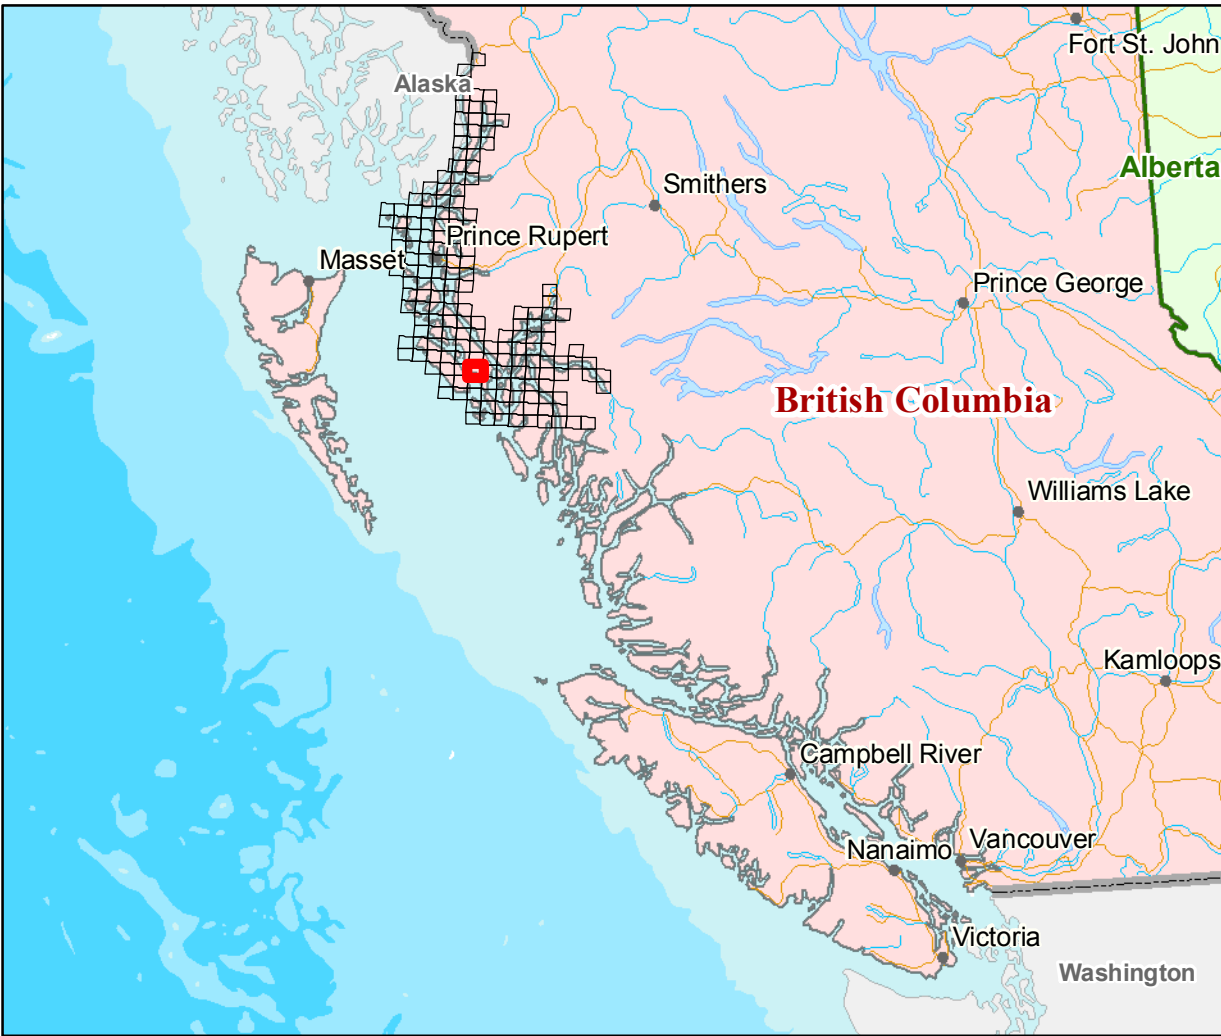 Fort St. John
Alaska
Alberta
Smithers
Prince Rupert
Masset
Prince George
British Columbia
Williams Lake
Kamloops
Campbell River
Vancouver
Nanaimo
Victoria
Washington